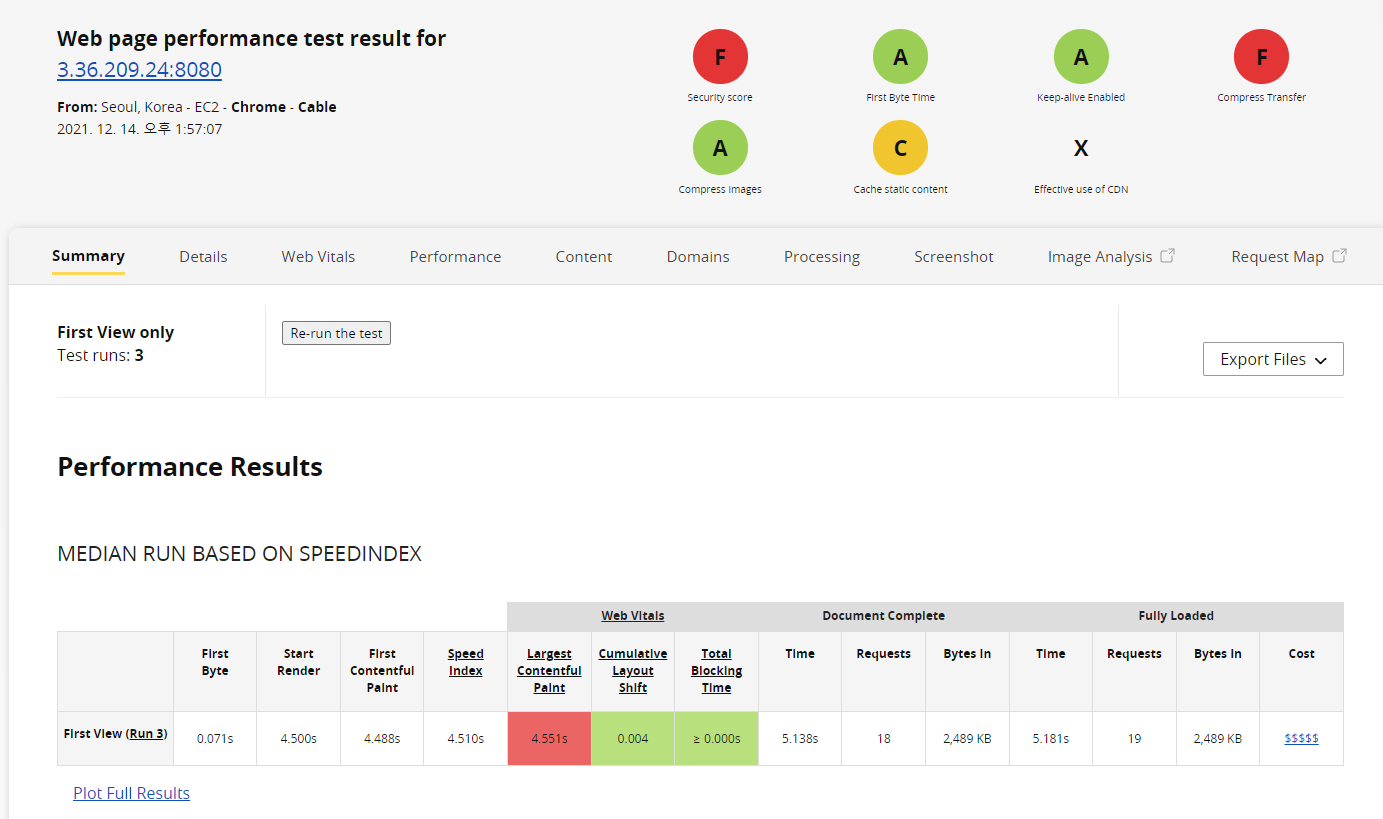 Web page performance test result for
3.36.209.24:8080
From: Seoul, Korea - EC2 - Chrome - Cable
2021. 12. 14. 오후 1:57:07
F
Security score
A
First Byte Time
A
Keep-alive Enabled
F
Compress Transfer
A
Compress Images
C
Cache static content
X
Effective use of CDN
Summary
Details
Web Vitals
Performance
Content
Domains
Processing
Screenshot
Image Analysis
Request Map
First View only
Test runs: 3
Re-run the test
Export Files
Performance Results
MEDIAN RUN BASED ON SPEEDINDEX
Web Vitals
Document Complete
Fully Loaded
First
Byte
Start
Render
First
Contentful
Paint
Speed
Index
Largest
Contentful
Paint
Cumulative
Layout
Shift
Total
Blocking
Time
Time
Requests
Bytes In
Time
Requests
Bytes In
Cost
First View (Run 3)
0.071s
4.500s
4.488s
4.510s
4.551s
0.004
≥ 0.000s
5.138s
18
2,489 KB
5.181s
19
2,489 KB
$$$$$
Plot Full Results